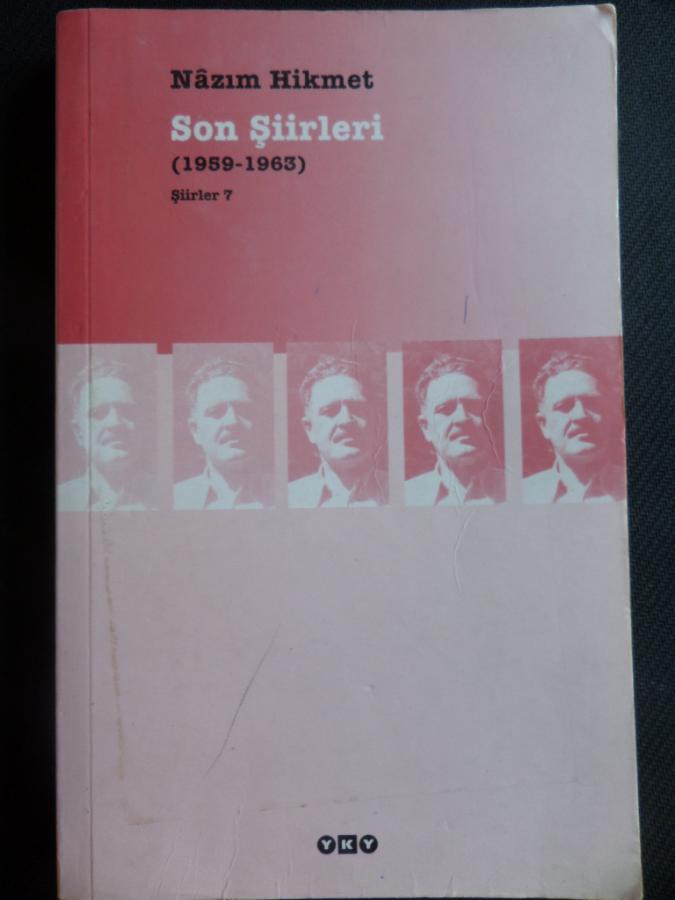 Nâzım Hikmet
Son Şiirleri
(1959-1963)
Şiirler 7
YKY